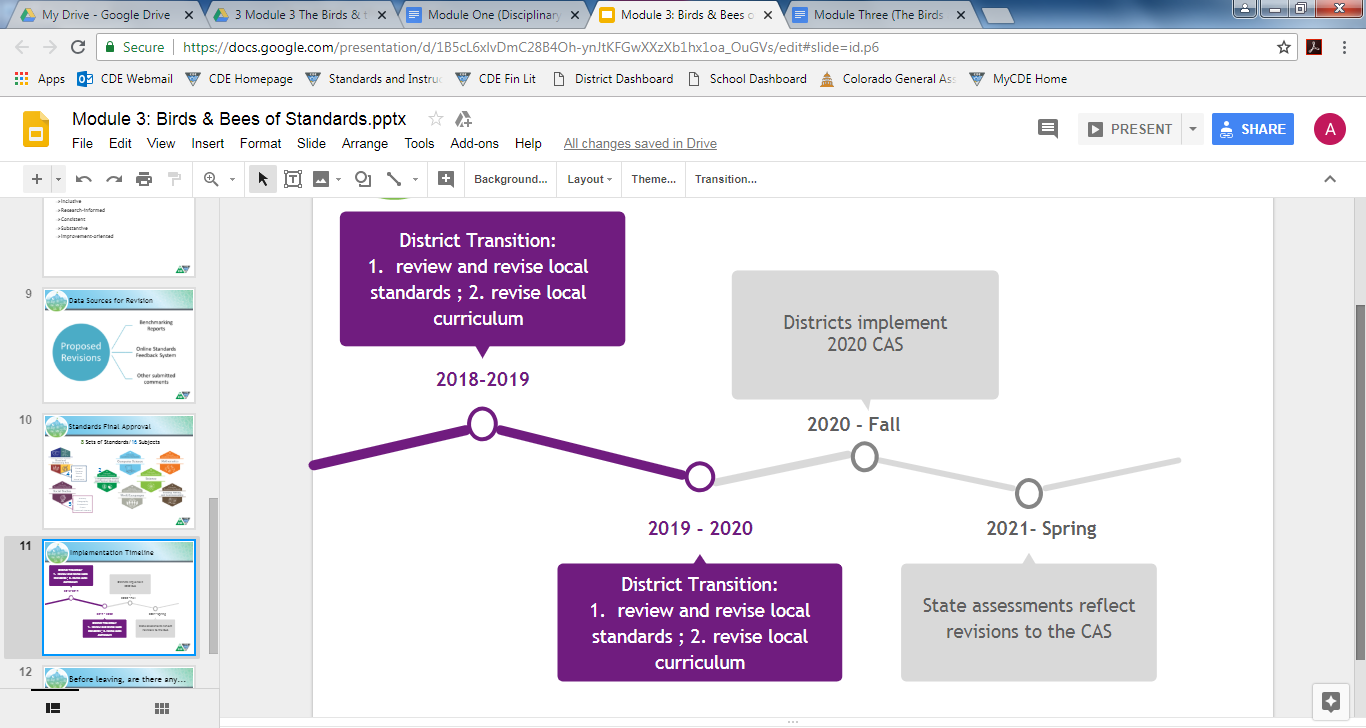 My Drive - Google Drive
3 Module 3 The Birds & t
Module One (Disciplinary
Module 3: Birds & Bees o
Module Three (The Birds
Secure
https://docs.google.com/presentation/d/1B5cL6xlvDmC28B4Oh-ynJtKFGwXXzXb1hx1oa_OuGVs/edit#slide=id.p6
Apps
CDE Webmail
CDE Homepage
Standards and Instruc
CDE Fin Lit
District Dashboard
School Dashboard
Colorado General Ass
MyCDE Home
Module 3: Birds & Bees of Standards.pptx
File Edit View Insert Format Slide Arrange Tools Add-ons Help
All changes saved in Drive
PRESENT
SHARE
A
Background...
Layout
Theme...
Transition...
»Inclusive
»Research-informed
»Consistent
»Substantive
»Improvement-oriented
9
Data Sources for Revision
Proposed
Revisions
Benchmarking
Reports
Online Standards
Feedback System
Other submitted
comments
10
Standards Final Approval
3 Sets of Standards/16 Subjects
11
Implementation Timeline
12
Before leaving, are there any...
District Transition:
1. review and revise local
standards ; 2. revise local
curriculum
2018-2019
Districts implement
2020 CAS
2020 - Fall
2019 - 2020
District Transition:
1. review and revise local
standards ; 2. revise local
curriculum
2021- Spring
State assessments reflect
revisions to the CAS